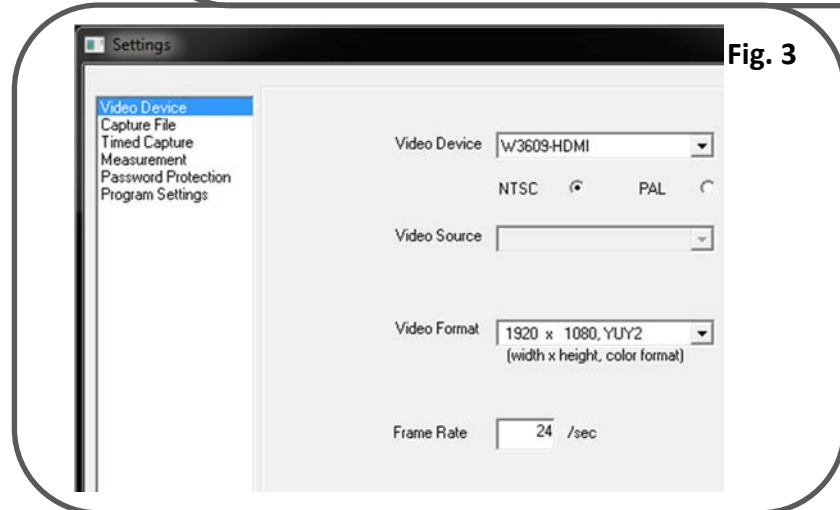 Settings
Fig. 3
Video Device
Capture File
Timed Capture
Measurement
Password Protection
Program Settings
Video Device W3609-HDMI
NTSC PAL
Video Source
Video Format 1920 x 1080, YUY2
(width x height, color format)
Frame Rate 24 /sec